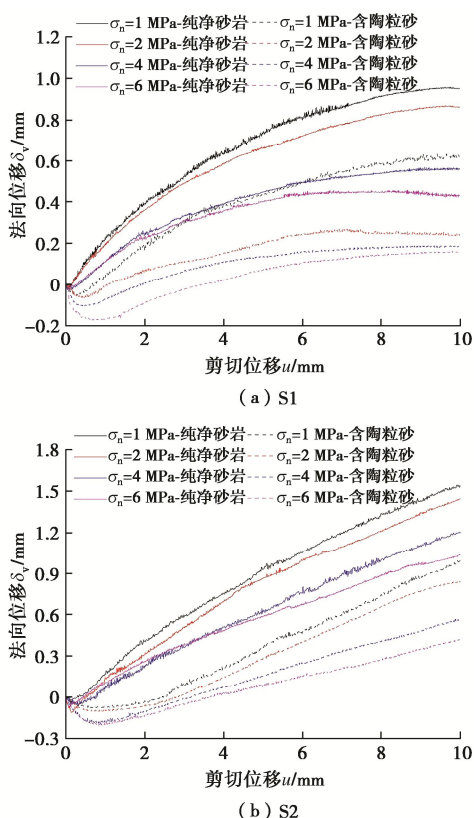 σn=1 MPa-纯净砂岩 σn=1 MPa-含陶粒砂
σn=2 MPa-纯净砂岩 σn=2 MPa-含陶粒砂
σn=4 MPa-纯净砂岩 σn=4 MPa-含陶粒砂
σn=6 MPa-纯净砂岩 σn=6 MPa-含陶粒砂
法向位移δv/mm
1.2
1.0
0.8
0.6
0.4
0.2
0
-0.2
0 2 4 6 8 10
剪切位移u/mm
(a) S1
σn=1 MPa-纯净砂岩 σn=1 MPa-含陶粒砂
σn=2 MPa-纯净砂岩 σn=2 MPa-含陶粒砂
σn=4 MPa-纯净砂岩 σn=4 MPa-含陶粒砂
σn=6 MPa-纯净砂岩 σn=6 MPa-含陶粒砂
法向位移δv/mm
1.8
1.5
1.2
0.9
0.6
0.3
0
-0.3
0 2 4 6 8 10
剪切位移u/mm
(b) S2